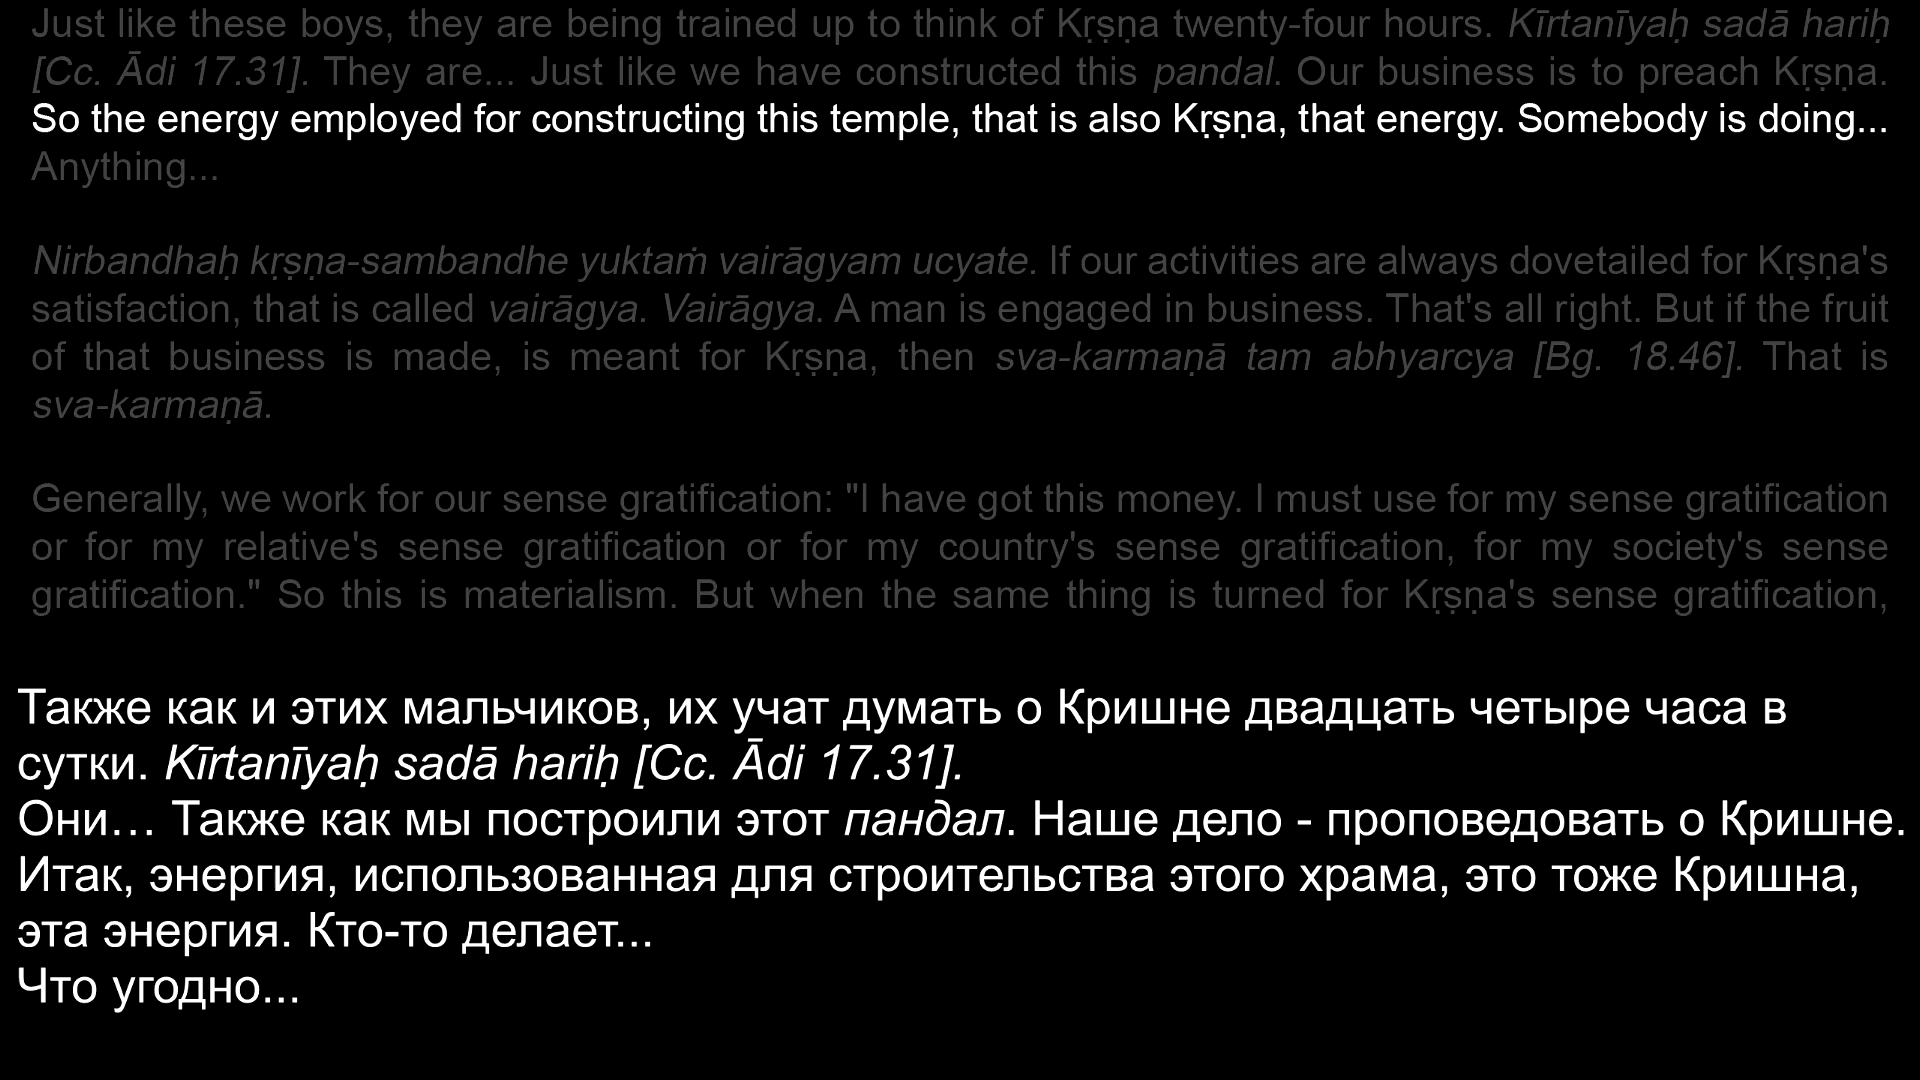 Just like these boys, they are being trained up to think of Kṛṣṇa twenty-four hours. Kīrtanīyaḥ sadā hariḥ
[Cc. Ādi 17.31]. They are... Just like we have constructed this pandal. Our business is to preach Kṛṣṇa.
So the energy employed for constructing this temple, that is also Kṛṣṇa, that energy. Somebody is doing...
Anything...
Nirbandhaḥ kṛṣṇa-sambandhe yuktaṁ vairāgyam ucyate. If our activities are always dovetailed for Kṛṣṇa's
satisfaction, that is called vairāgya. Vairāgya. A man is engaged in business. That's all right. But if the fruit
of that business is made, is meant for Kṛṣṇa, then sva-karmaṇā tam abhyarcya [Bg. 18.46]. That is
sva-karmaṇā.
Generally, we work for our sense gratification: "I have got this money. I must use for my sense gratification
or for my relative's sense gratification or for my country's sense gratification, for my society's sense
gratification." So this is materialism. But when the same thing is turned for Kṛṣṇa's sense gratification,
Также как и этих мальчиков, их учат думать о Кришне двадцать четыре часа в
сутки. Kīrtanīyaḥ sadā hariḥ [Cc. Ādi 17.31].
Они… Также как мы построили этот пандал. Наше дело - проповедовать о Кришне.
Итак, энергия, использованная для строительства этого храма, это тоже Кришна,
эта энергия. Кто-то делает...
Что угодно...